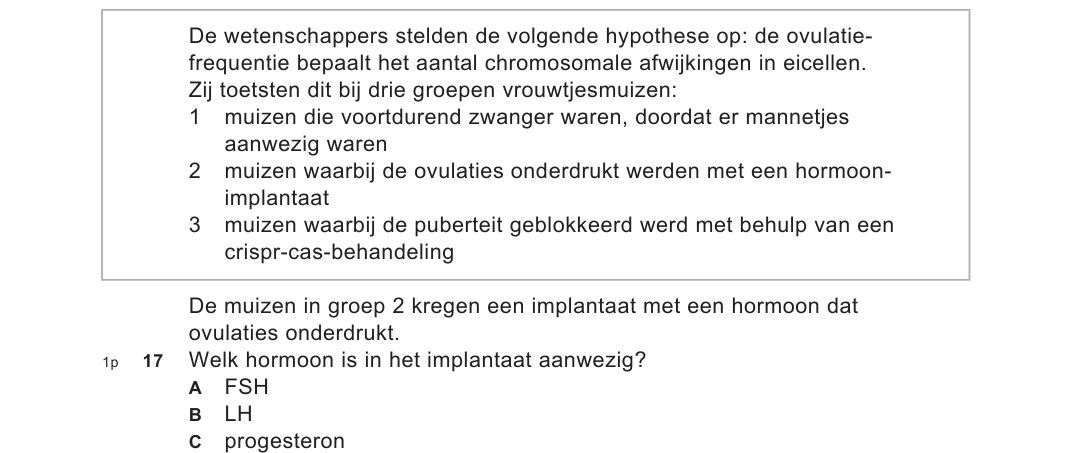 De wetenschappers stelden de volgende hypothese op: de ovulatie-
frequentie bepaalt het aantal chromosomale afwijkingen in eicellen.
Zij toetsten dit bij drie groepen vrouwtjesmuizen:
1 muizen die voortdurend zwanger waren, doordat er mannetjes
aanwezig waren
2 muizen waarbij de ovulaties onderdrukt werden met een hormoon-
implantaat
3 muizen waarbij de puberteit geblokkeerd werd met behulp van een
crispr-cas-behandeling
De muizen in groep 2 kregen een implantaat met een hormoon dat
ovulaties onderdrukt.
1p 17 Welk hormoon is in het implantaat aanwezig?
A FSH
B LH
C progesteron